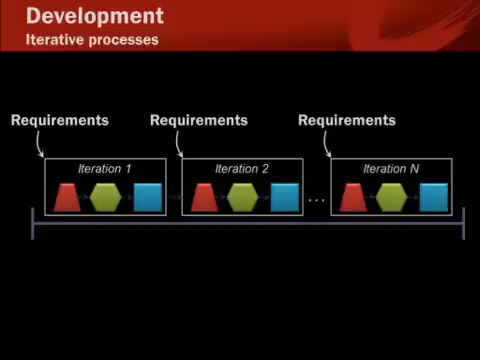 Development
Iterative processes
Requirements Requirements Requirements
Iteration 1 Iteration 2 Iteration N
...